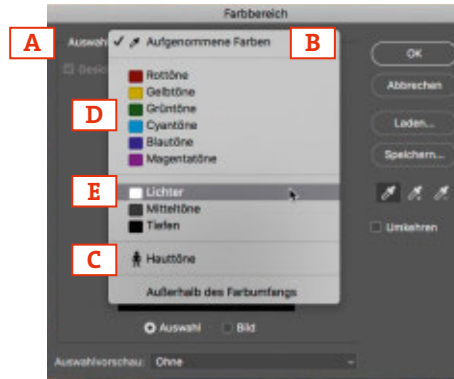 Farbbereich
A Auswahl ✓ Aufgenommene Farben B
OK
Rottöne
Abbrechen
Gelbtöne
D Grüntöne
Cyantöne
Laden...
Blautöne
Magentatöne
Speichern...
E Lichter
Mitteltöne
Tiefen
Umkehren
C Hauttöne
Außerhalb des Farbumfangs
Auswahl Bild
Auswahlvorschau: Ohne